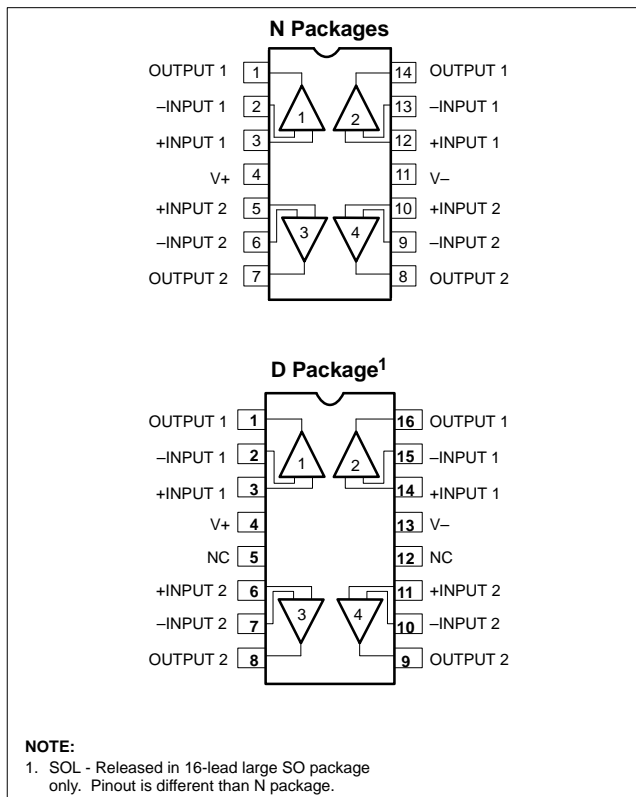 N Packages
OUTPUT 1 1 14 OUTPUT 1
–INPUT 1 2 13 –INPUT 1
+INPUT 1 3 1 2 12 +INPUT 1
V+ 4 11 V–
+INPUT 2 5 10 +INPUT 2
–INPUT 2 6 3 4 9 –INPUT 2
OUTPUT 2 7 8 OUTPUT 2
D Package1
OUTPUT 1 1 16 OUTPUT 1
–INPUT 1 2 1 2 15 –INPUT 1
+INPUT 1 3 14 +INPUT 1
V+ 4 13 V–
NC 5 12 NC
+INPUT 2 6 11 +INPUT 2
–INPUT 2 7 3 4 10 –INPUT 2
OUTPUT 2 8 9 OUTPUT 2
NOTE:
1. SOL - Released in 16-lead large SO package
only. Pinout is different than N package.